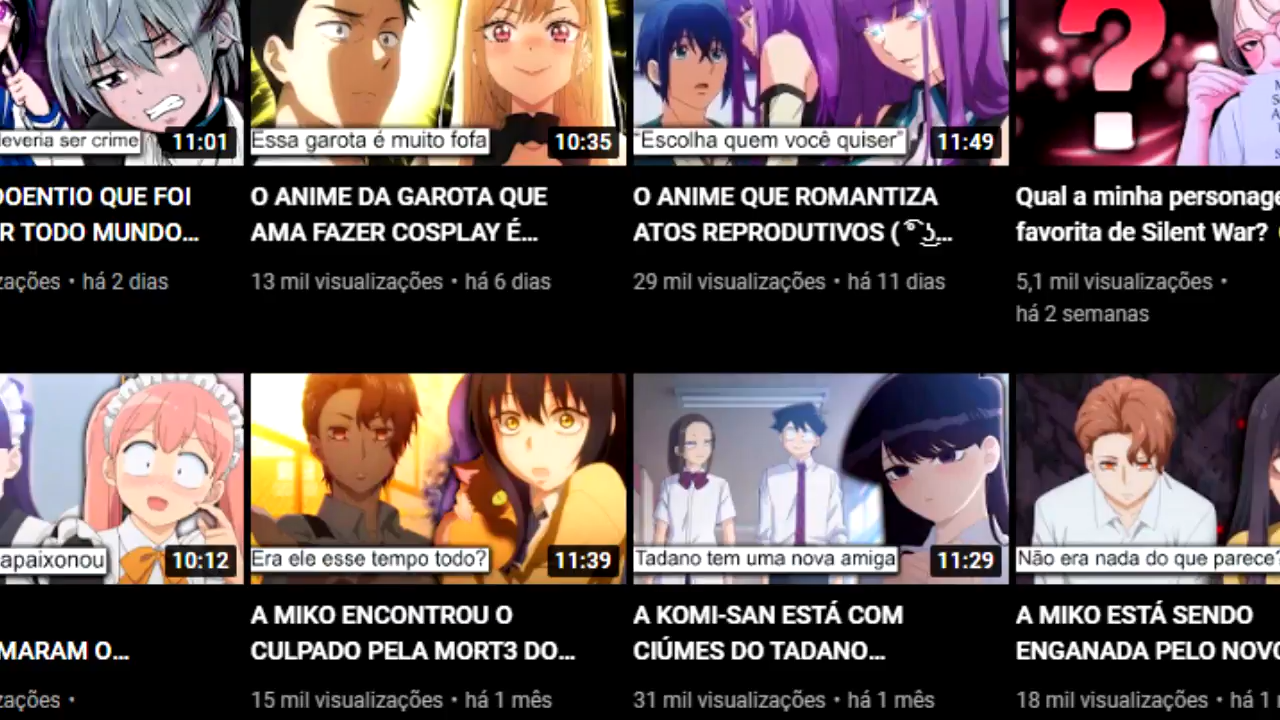 everia ser crime
11:01
Essa garota é muito fofa
10:35
"Escolha quem você quiser"
11:49
?
DOENTIO QUE FOI
R TODO MUNDO...
zações • há 2 dias
O ANIME DA GAROTA QUE
AMA FAZER COSPLAY É...
13 mil visualizações • há 6 dias
O ANIME QUE ROMANTIZA
ATOS REPRODUTIVOS ( ͡° ͜ʖ...
29 mil visualizações • há 11 dias
Qual a minha personage
favorita de Silent War?
5,1 mil visualizações •
há 2 semanas
apaixonou
10:12
Era ele esse tempo todo?
11:39
Tadano tem uma nova amiga
11:29
Não era nada do que parece?
MARAM O...
zações •
A MIKO ENCONTROU O
CULPADO PELA MORT3 DO...
15 mil visualizações • há 1 mês
A KOMI-SAN ESTÁ COM
CIÚMES DO TADANO...
31 mil visualizações • há 1 mês
A MIKO ESTÁ SENDO
ENGANADA PELO NOVO
18 mil visualizações • há 1